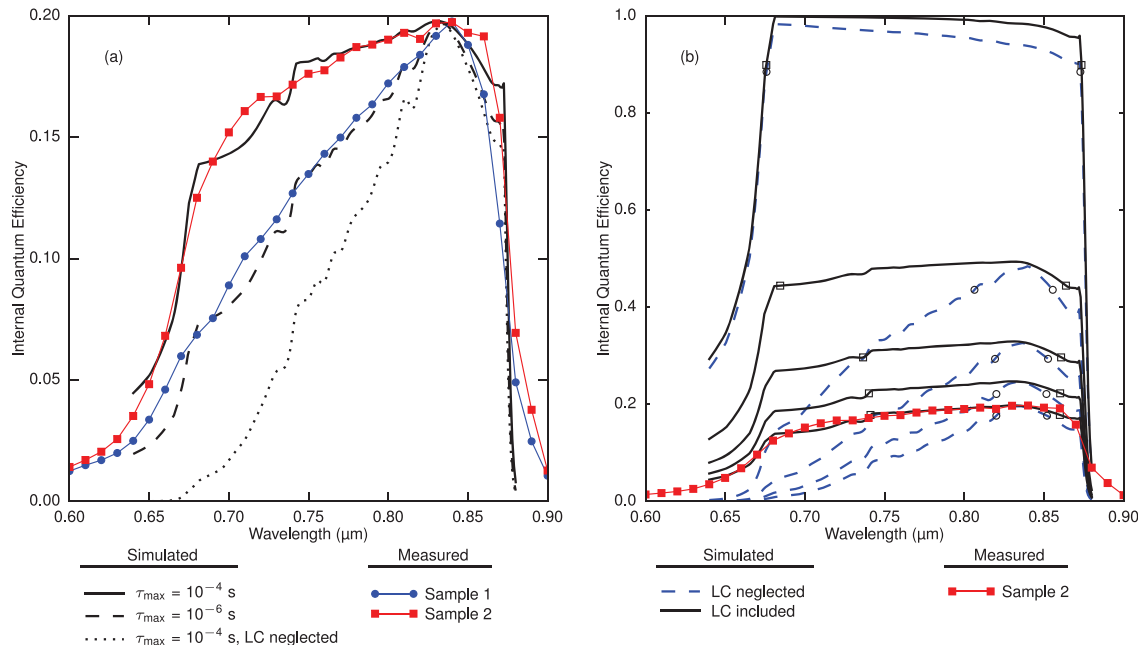 (a)
Internal Quantum Efficiency
0.20
0.15
0.10
0.05
0.00
0.60
0.65
0.70
0.75
0.80
0.85
0.90
Wavelength (µm)
Simulated
τmax = 10−4 s
τmax = 10−6 s
τmax = 10−4 s, LC neglected
Measured
Sample 1
Sample 2
(b)
Internal Quantum Efficiency
1.0
0.8
0.6
0.4
0.2
0.0
0.60
0.65
0.70
0.75
0.80
0.85
0.90
Wavelength (µm)
Simulated
LC neglected
LC included
Measured
Sample 2